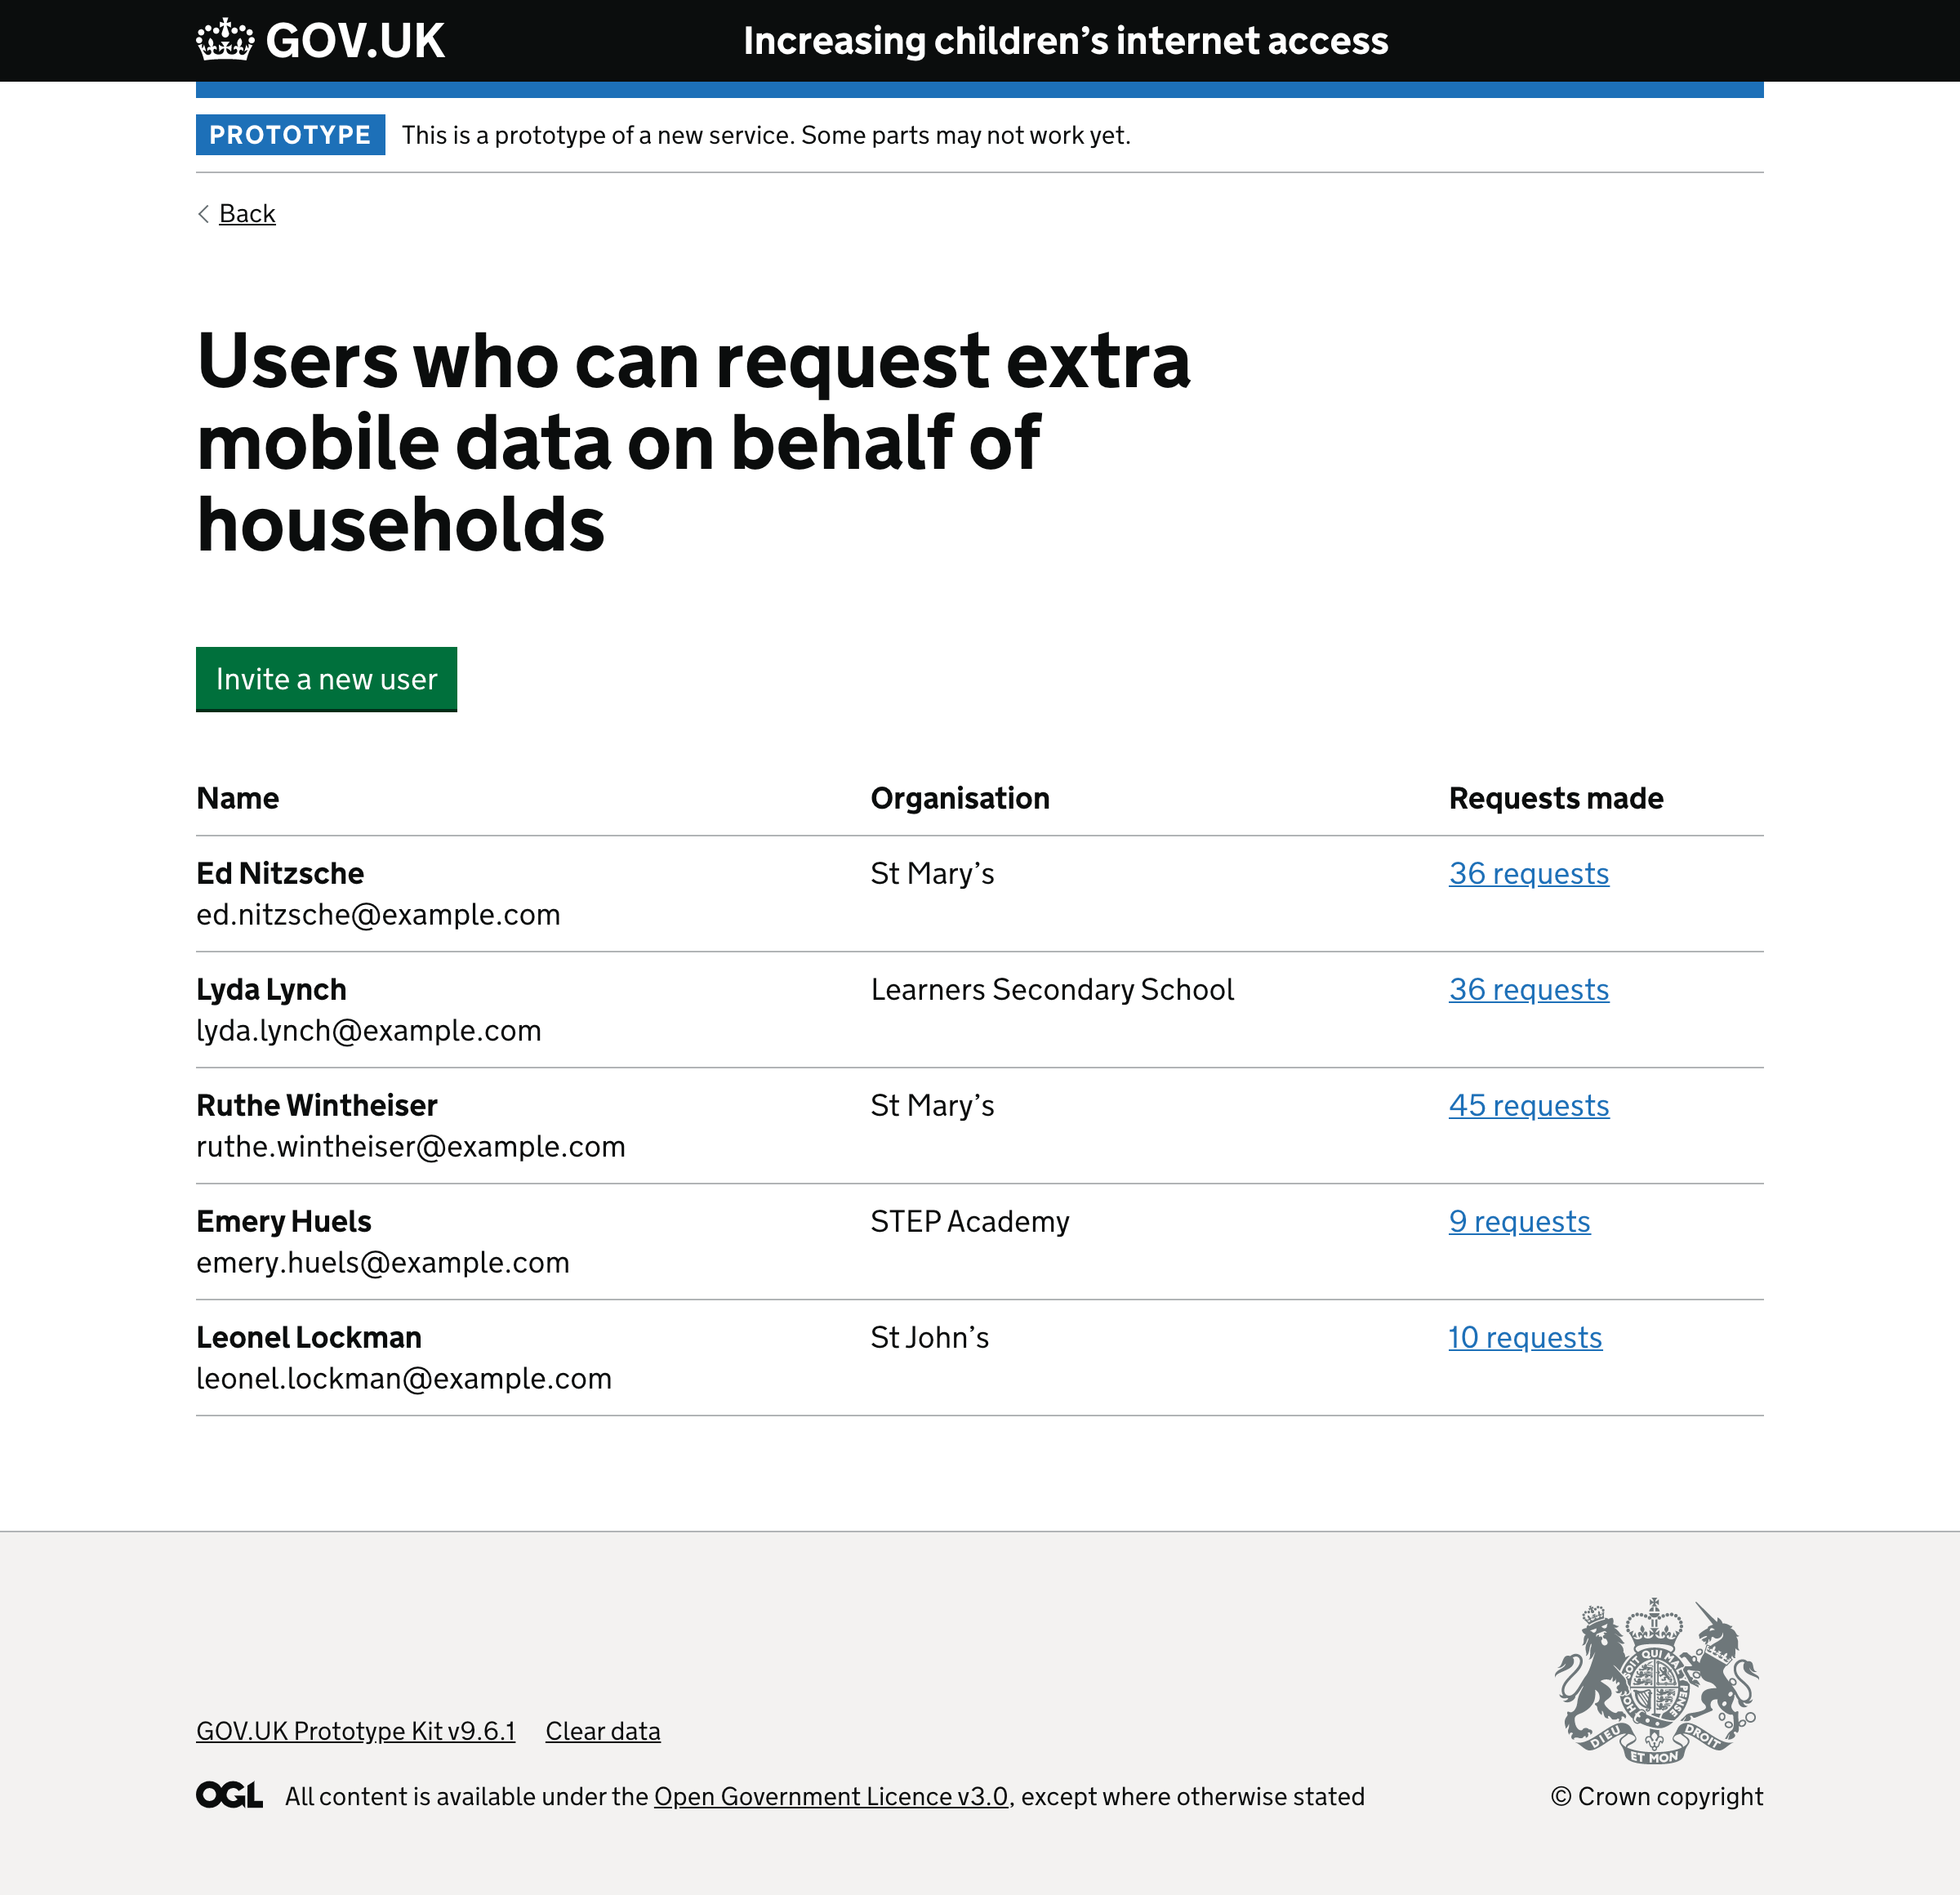 GOV.UK
Increasing children’s internet access
PROTOTYPE This is a prototype of a new service. Some parts may not work yet.
Back
Users who can request extra
mobile data on behalf of
households
Invite a new user
Name Organisation Requests made
Ed Nitzsche St Mary’s 36 requests
ed.nitzsche@example.com
Lyda Lynch Learners Secondary School 36 requests
lyda.lynch@example.com
Ruthe Wintheiser St Mary’s 45 requests
ruthe.wintheiser@example.com
Emery Huels STEP Academy 9 requests
emery.huels@example.com
Leonel Lockman St John’s 10 requests
leonel.lockman@example.com
SOIT QUI MAL PENSE
DIEU ET MON DROIT
GOV.UK Prototype Kit v9.6.1 Clear data
OGL All content is available under the Open Government Licence v3.0, except where otherwise stated
© Crown copyright